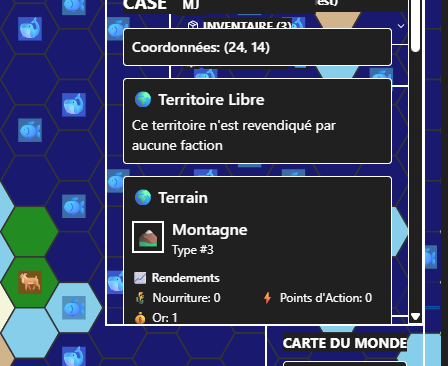 CASE MJ est)
INVENTAIRE (3)
Coordonnées: (24, 14)
Territoire Libre
Ce territoire n'est revendiqué par
aucune faction
Terrain
Montagne
Type #3
Rendements
Nourriture: 0 Points d'Action: 0
Or: 1
CARTE DU MONDE